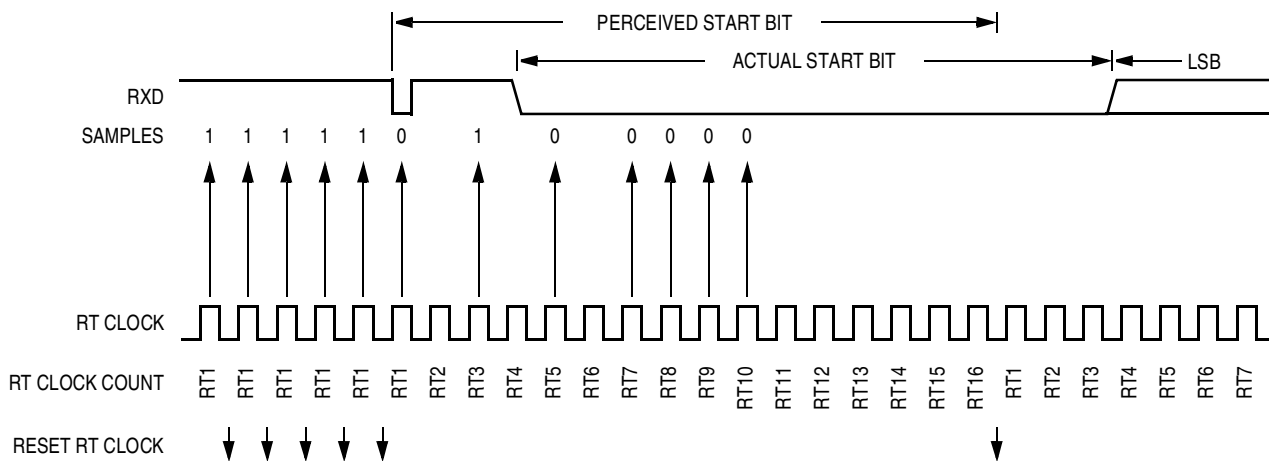 PERCEIVED START BIT
ACTUAL START BIT
LSB
RXD
SAMPLES 1 1 1 1 1 0 1 0 0 0 0 0
RT CLOCK
RT CLOCK COUNT RT1 RT1 RT1 RT1 RT1 RT1 RT2 RT3 RT4 RT5 RT6 RT7 RT8 RT9 RT10 RT11 RT12 RT13 RT14 RT15 RT16 RT1 RT2 RT3 RT4 RT5 RT6 RT7
RESET RT CLOCK